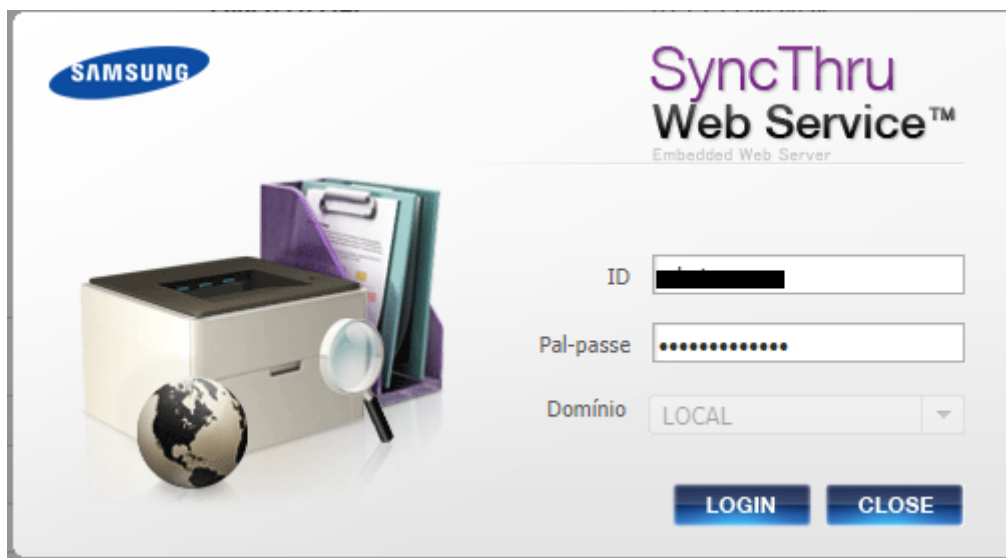 SAMSUNG
SyncThru
Web Service™
Embedded Web Server
ID
Pal-passe •••••••••••••
Domínio LOCAL
LOGIN CLOSE